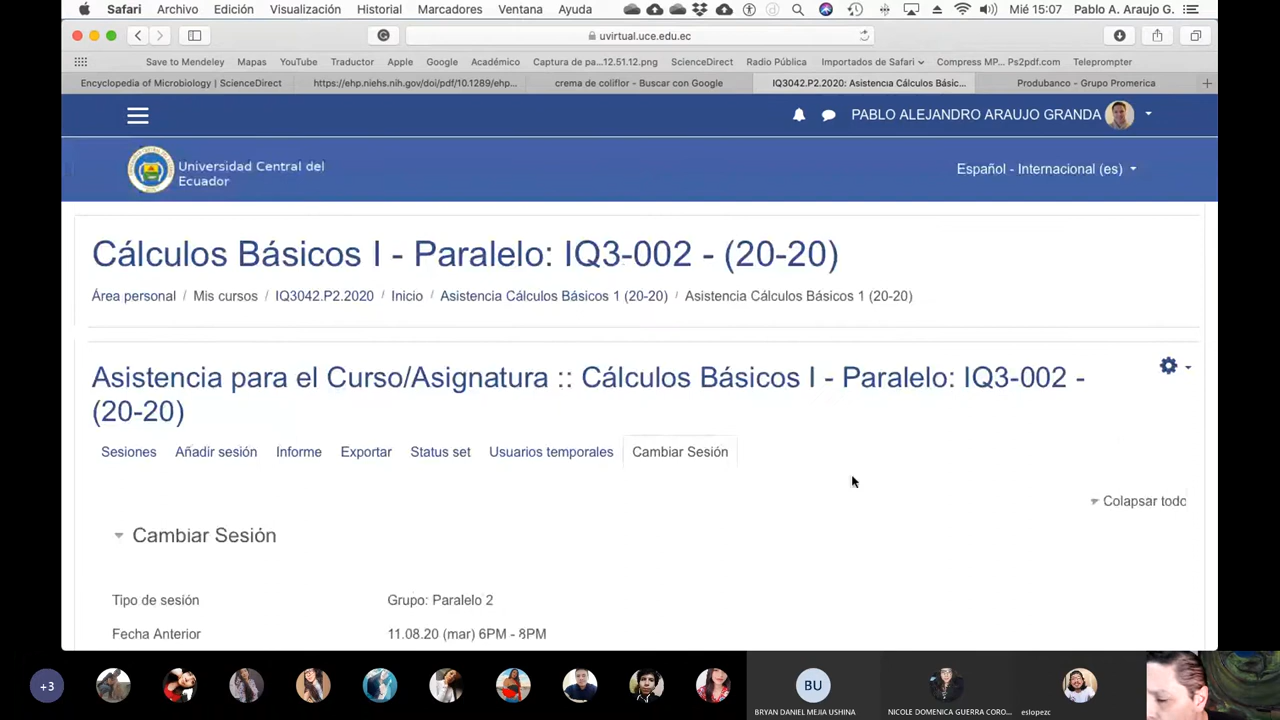 Safari Archivo Edición Visualización Historial Marcadores Ventana Ayuda Mié 15:07 Pablo A. Araujo G.
uvirtual.uce.edu.ec
Save to Mendeley Mapas YouTube Traductor Apple Google Académico Captura de pa...12.51.12.png ScienceDirect Radio Pública Importados de Safari Compress MP... Ps2pdf.com Teleprompter
Encyclopedia of Microbiology | ScienceDirect https://ehp.niehs.nih.gov/doi/pdf/10.1289/ehp... crema de coliflor - Buscar con Google IQ3042.P2.2020: Asistencia Cálculos Básic... Produbanco - Grupo Promerica
PABLO ALEJANDRO ARAUJO GRANDA
Universidad Central del
Ecuador
Español - Internacional (es)
Cálculos Básicos I - Paralelo: IQ3-002 - (20-20)
Área personal / Mis cursos / IQ3042.P2.2020 / Inicio / Asistencia Cálculos Básicos 1 (20-20) / Asistencia Cálculos Básicos 1 (20-20)
Asistencia para el Curso/Asignatura :: Cálculos Básicos I - Paralelo: IQ3-002 -
(20-20)
Sesiones Añadir sesión Informe Exportar Status set Usuarios temporales Cambiar Sesión
Colapsar todo
Cambiar Sesión
Tipo de sesión Grupo: Paralelo 2
Fecha Anterior 11.08.20 (mar) 6PM - 8PM
+3 BU
BRYAN DANIEL MEJIA USHINA NICOLE DOMENICA GUERRA CORO... eslopezc